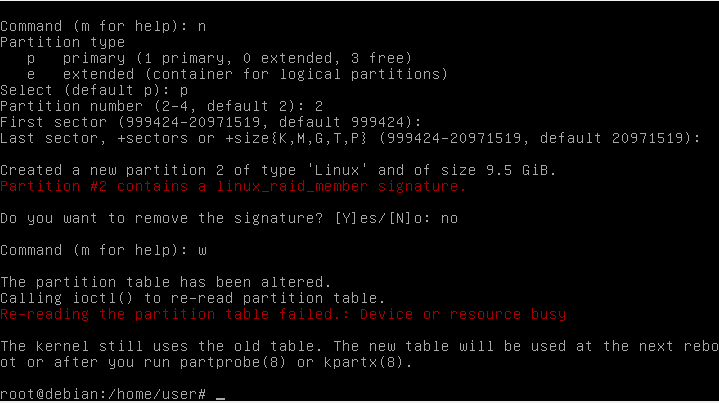 Command (m for help): n
Partition type
   p   primary (1 primary, 0 extended, 3 free)
   e   extended (container for logical partitions)
Select (default p): p
Partition number (2-4, default 2): 2
First sector (999424-20971519, default 999424):
Last sector, +sectors or +size{K,M,G,T,P} (999424-20971519, default 20971519):
Created a new partition 2 of type 'Linux' and of size 9.5 GiB.
Partition #2 contains a linux_raid_member signature.
Do you want to remove the signature? [Y]es/[N]o: no
Command (m for help): w
The partition table has been altered.
Calling ioctl() to re-read partition table.
Re-reading the partition table failed.: Device or resource busy
The kernel still uses the old table. The new table will be used at the next rebo
ot or after you run partprobe(8) or kpartx(8).
root@debian:/home/user# _